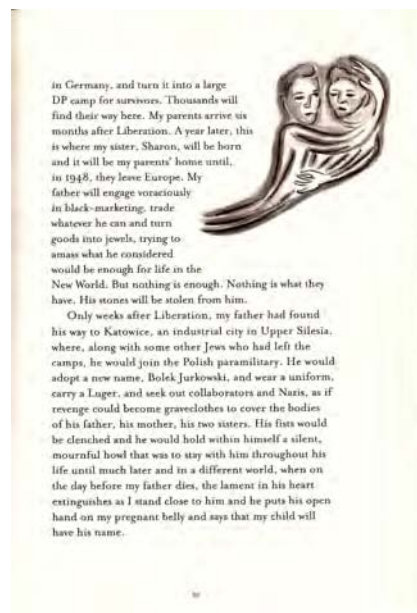 in Germany, and turn it into a large
DP camp for survivors. Thousands will
find their way here. My parents arrive six
months after Liberation. A year later, this
is where my sister, Sharon, will be born
and it will be my parents' home until,
in 1948, they leave Europe. My
father will engage voraciously
in black-marketing, trade
whatever he can and turn
goods into jewels, trying to
amass what he considered
would be enough for life in the
New World. But nothing is enough. Nothing is what they
have. His stones will be stolen from him.
Only weeks after Liberation, my father had found
his way to Katowice, an industrial city in Upper Silesia,
where, along with some other Jews who had left the
camps, he would join the Polish paramilitary. He would
adopt a new name, Bolek Jurkowski, and wear a uniform,
carry a Luger, and seek out collaborators and Nazis, as if
revenge could become graveclothes to cover the bodies
of his father, his mother, his two sisters. His fists would
be clenched and he would hold within himself a silent,
mournful howl that was to stay with him throughout his
life until much later and in a different world, when on
the day before my father dies, the lament in his heart
extinguishes as I stand close to him and he puts his open
hand on my pregnant belly and says that my child will
have his name.